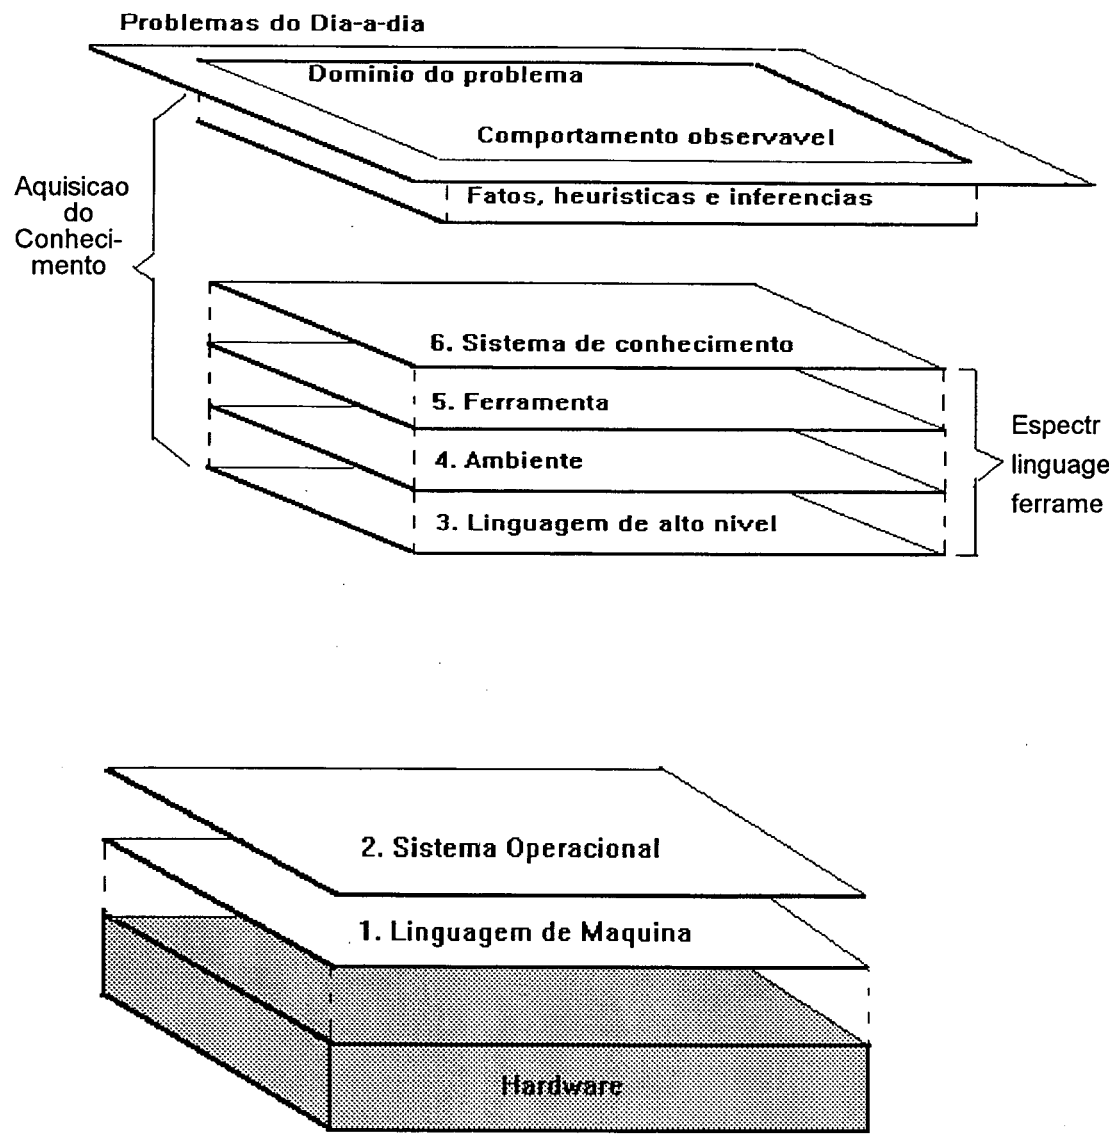 Problemas do Dia-a-dia
Dominio do problema
Comportamento observavel
Fatos, heuristicas e inferencias
Aquisicao
do
Conheci-
mento
6. Sistema de conhecimento
5. Ferramenta
4. Ambiente
3. Linguagem de alto nivel
Espectr
linguage
ferrame
2. Sistema Operacional
1. Linguagem de Maquina
Hardware